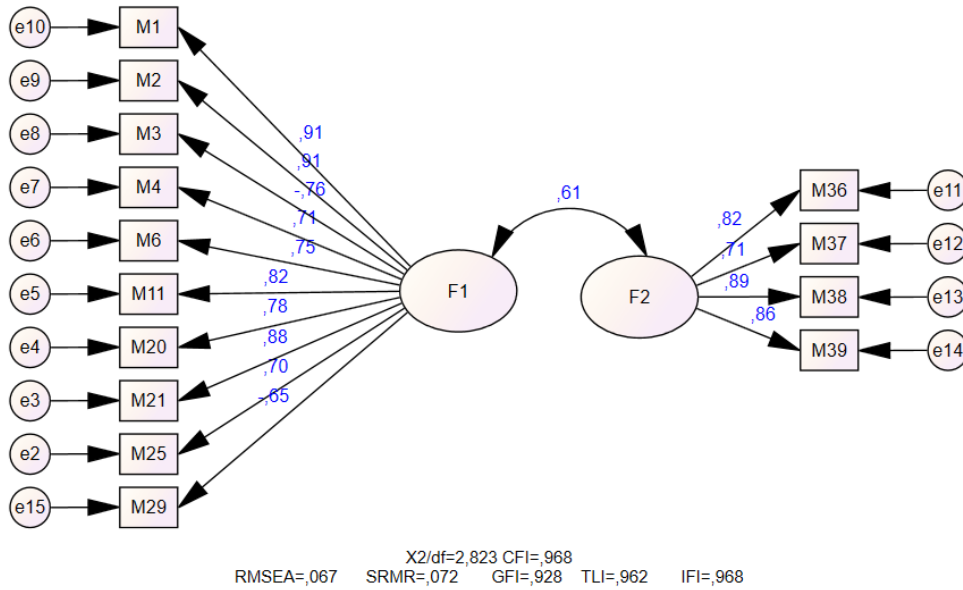 e10 M1
e9 M2
e8 M3
e7 M4
e6 M6
e5 M11
e4 M20
e3 M21
e2 M25
e15 M29
,91
,91
-,76
,71
,75
,82
,78
,88
,70
-,65
F1
,61
F2
,82
,71
,89
,86
M36 e11
M37 e12
M38 e13
M39 e14
X2/df=2,823 CFI=,968
RMSEA=,067 SRMR=,072 GFI=,928 TLI=,962 IFI=,968